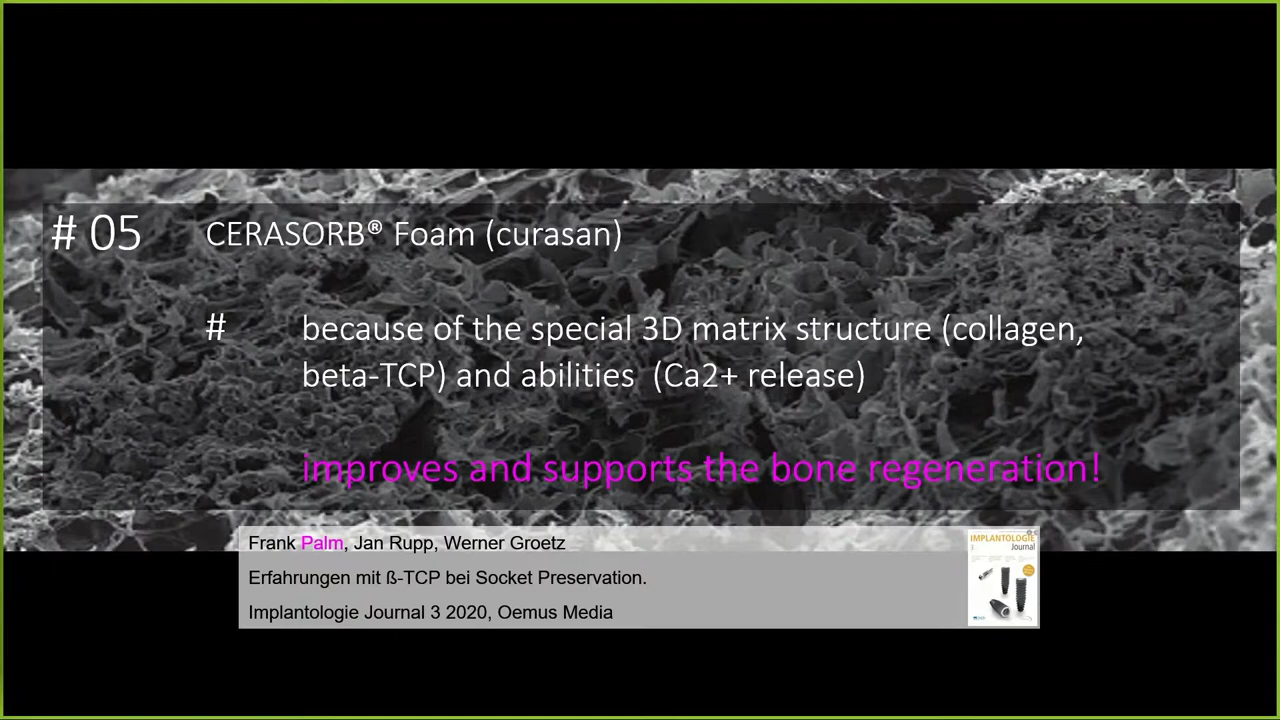 # 05 CERASORB® Foam (curasan)
# because of the special 3D matrix structure (collagen,
beta-TCP) and abilities (Ca2+ release)
improves and supports the bone regeneration!
Frank Palm, Jan Rupp, Werner Groetz
Erfahrungen mit ß-TCP bei Socket Preservation.
Implantologie Journal 3 2020, Oemus Media
IMPLANTOLOGIE
Journal